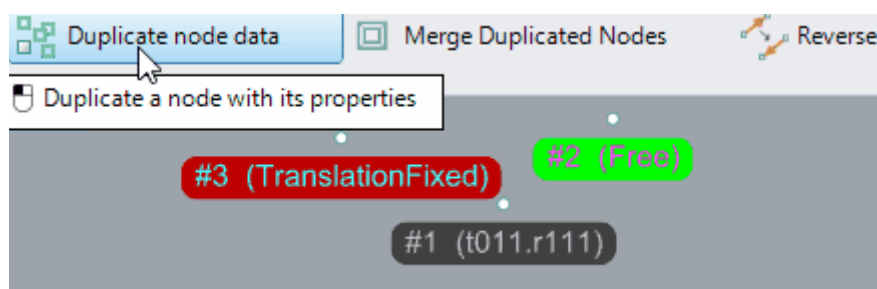 Duplicate node data Merge Duplicated Nodes Reverse
Duplicate a node with its properties
#2 (Free)
#3 (TranslationFixed)
#1 (t011.r111)